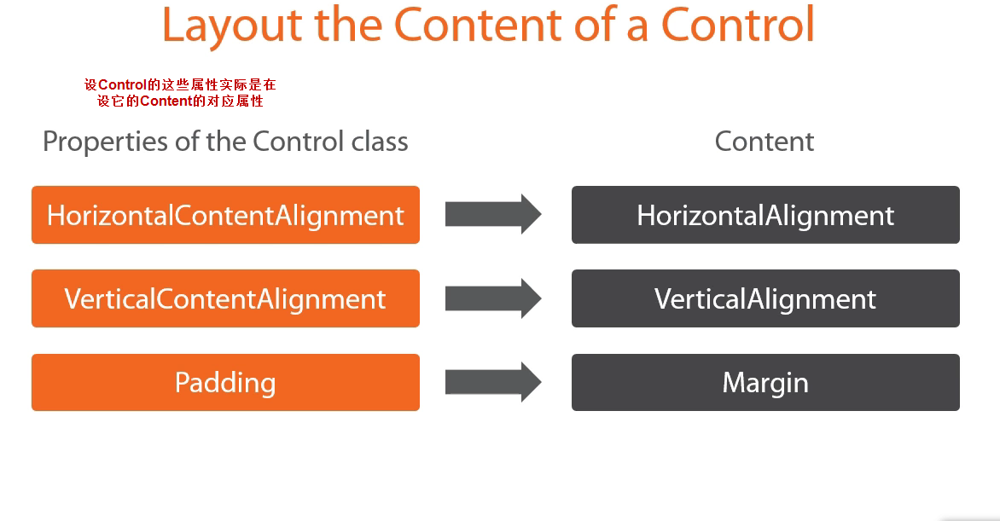 Layout the Content of a Control
设Control的这些属性实际是在
设它的Content的对应属性
Properties of the Control class
Content
HorizontalContentAlignment
HorizontalAlignment
VerticalContentAlignment
VerticalAlignment
Padding
Margin